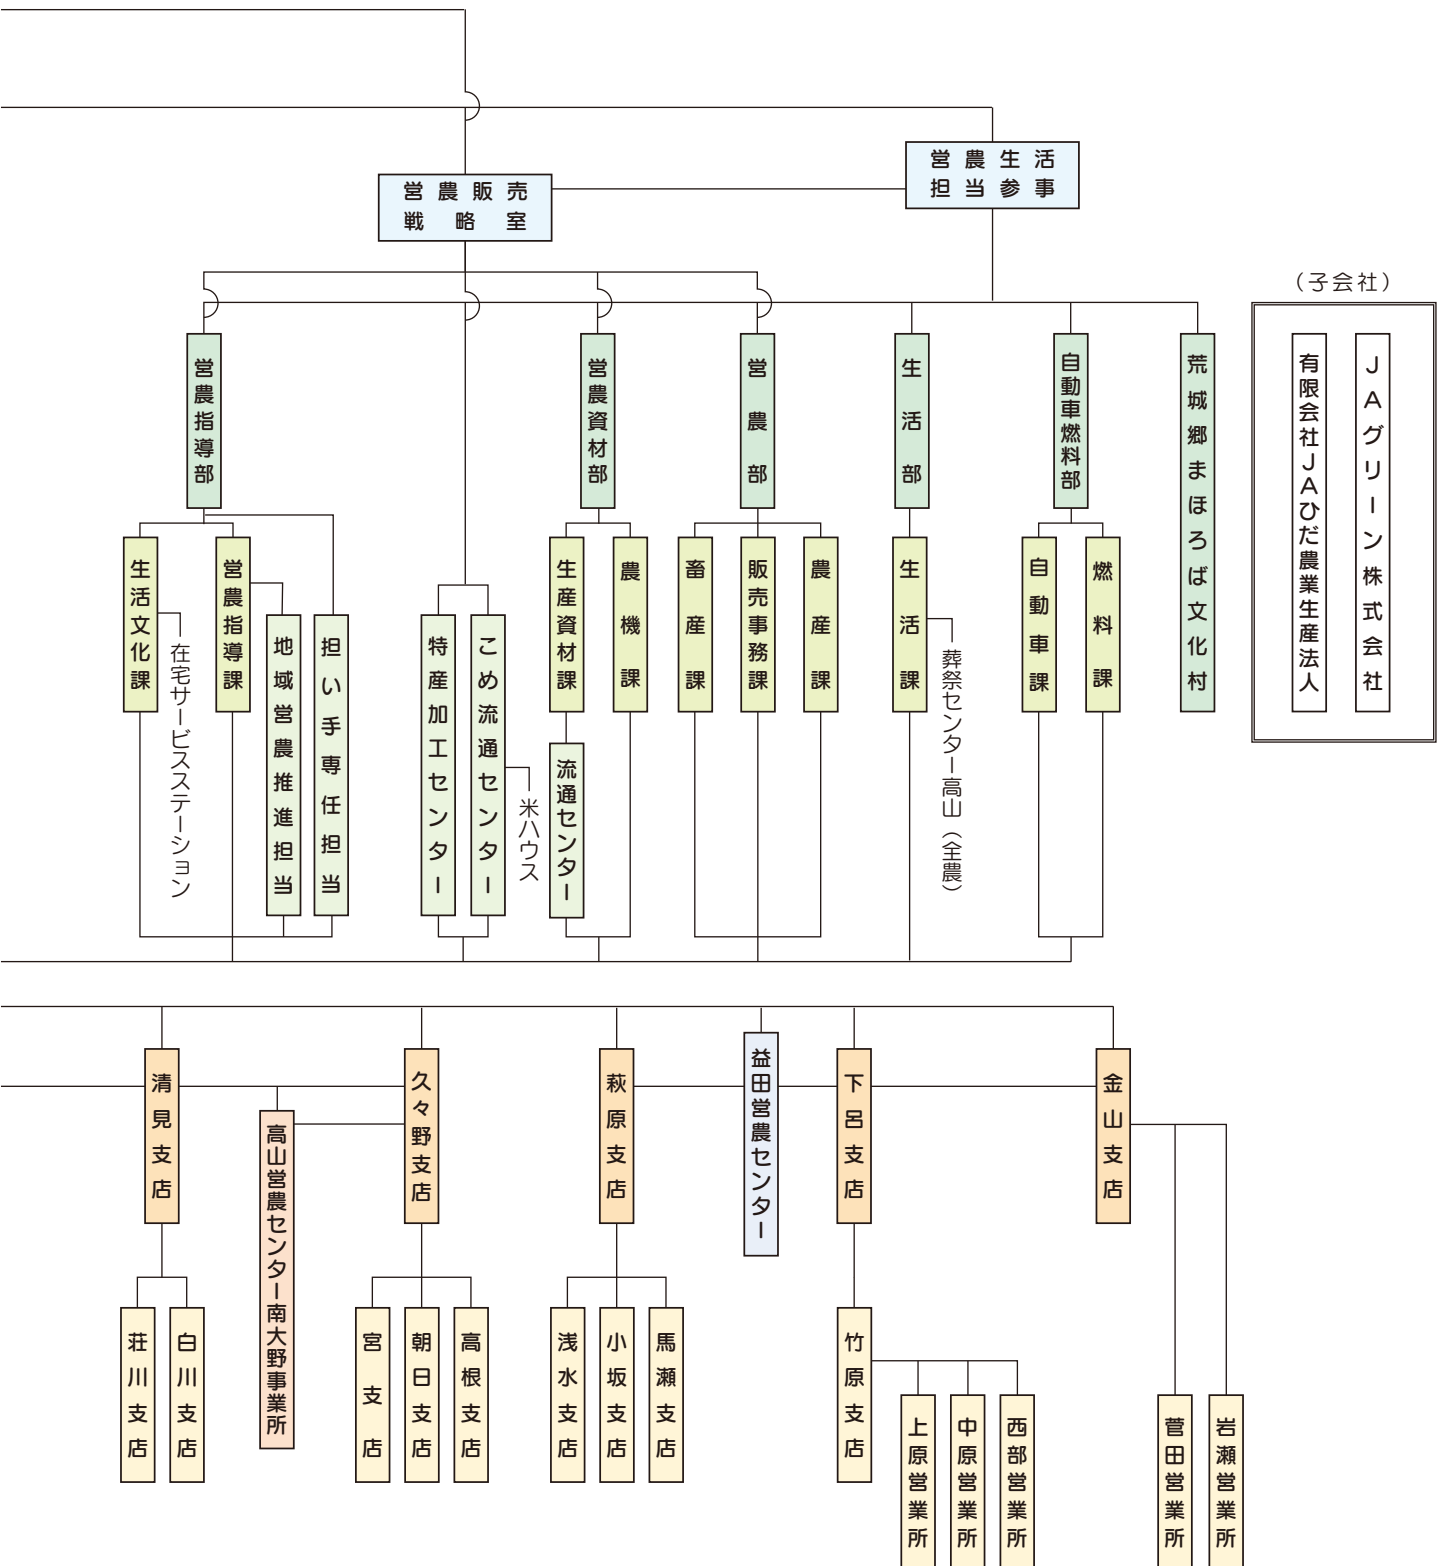 営農生活
担当参事
営農販売
戦略室
(子会社)
営農指導部
営農資材部
営農部
生活部
自動車燃料部
荒城郷まほろば文化村
有限会社JAひだ農業生産法人
JAグリーン株式会社
生活文化課
営農指導課
生産資材課
農機課
畜産課
販売事務課
農産課
生活課
自動車課
燃料課
在宅サービスステーション
地域営農推進担当
担い手専任担当
特産加工センター
こめ流通センター
米ハウス
流通センター
葬祭センター高山(全農)
清見支店
久々野支店
萩原支店
益田営農センター
下呂支店
金山支店
高山営農センター南大野事業所
荘川支店
白川支店
宮支店
朝日支店
高根支店
浅水支店
小坂支店
馬瀬支店
竹原支店
上原営業所
中原営業所
西部営業所
菅田営業所
岩瀬営業所